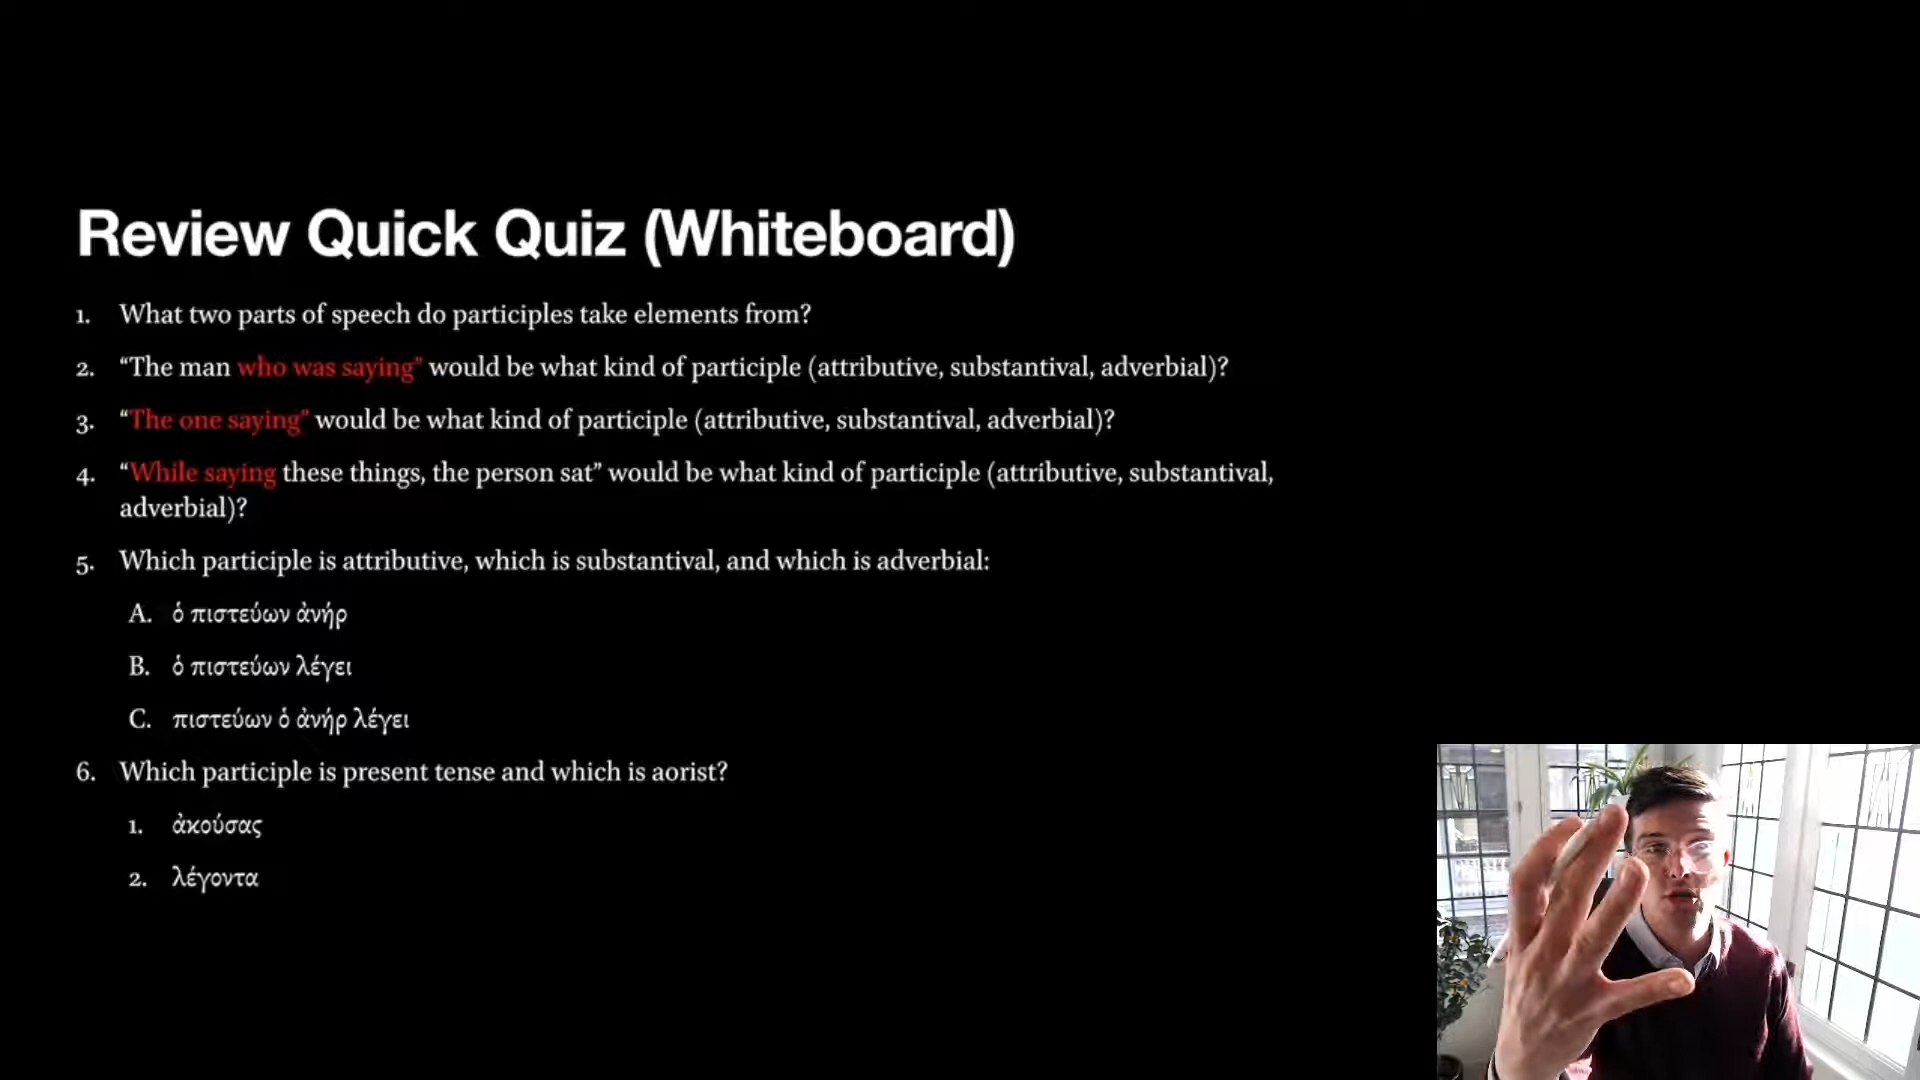 Review Quick Quiz (Whiteboard)
1. What two parts of speech do participles take elements from?
2. “The man who was saying” would be what kind of participle (attributive, substantival, adverbial)?
3. “The one saying” would be what kind of participle (attributive, substantival, adverbial)?
4. “While saying these things, the person sat” would be what kind of participle (attributive, substantival,
adverbial)?
5. Which participle is attributive, which is substantival, and which is adverbial:
A. ὁ πιστεύων ἀνήρ
B. ὁ πιστεύων λέγει
C. πιστεύων ὁ ἀνήρ λέγει
6. Which participle is present tense and which is aorist?
1. ἀκούσας
2. λέγοντα